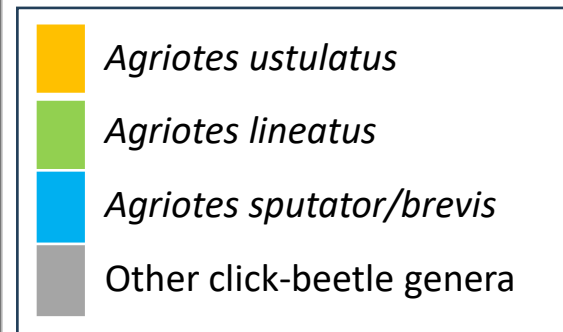 Agriotes ustulatus
Agriotes lineatus
Agriotes sputator/brevis
Other click-beetle genera